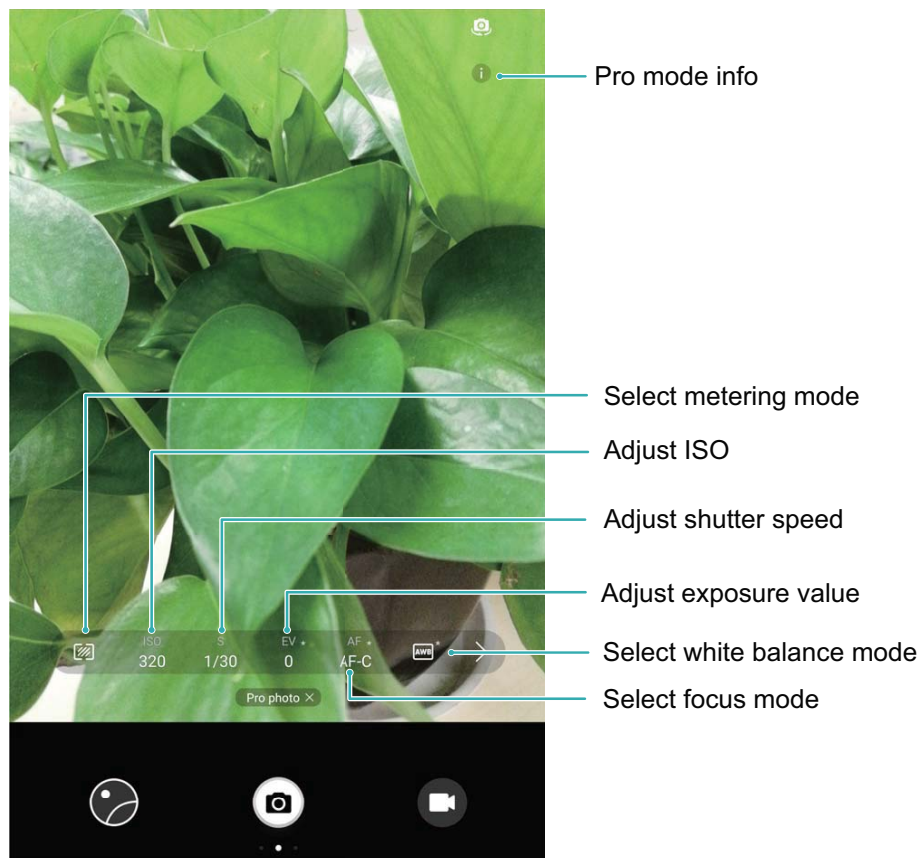 i
Pro mode info
Select metering mode
Adjust ISO
Adjust shutter speed
Adjust exposure value
Select white balance mode
Select focus mode
ISO S EV AF
320 1/30 0 AF-C AWB
Pro photo ×